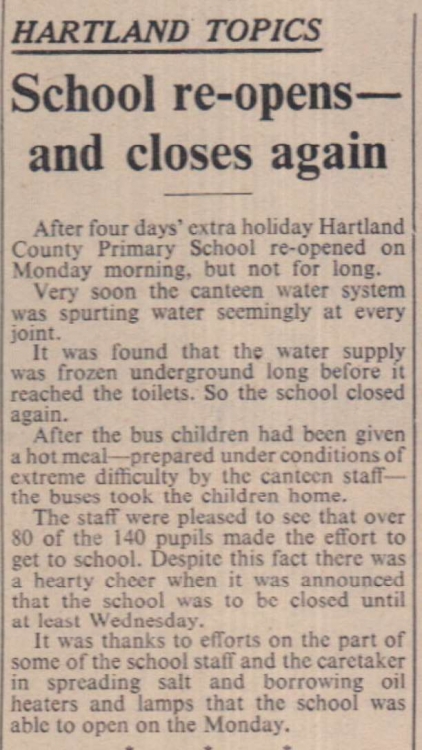 HARTLAND TOPICS
School re-opens—
and closes again
After four days' extra holiday Hartland
County Primary School re-opened on
Monday morning, but not for long.
Very soon the canteen water system
was spurting water seemingly at every
joint.
It was found that the water supply
was frozen underground long before it
reached the toilets. So the school closed
again.
After the bus children had been given
a hot meal—prepared under conditions of
extreme difficulty by the canteen staff—
the buses took the children home.
The staff were pleased to see that over
80 of the 140 pupils made the effort to
get to school. Despite this fact there was
a hearty cheer when it was announced
that the school was to be closed until
at least Wednesday.
It was thanks to efforts on the part of
some of the school staff and the caretaker
in spreading salt and borrowing oil
heaters and lamps that the school was
able to open on the Monday.